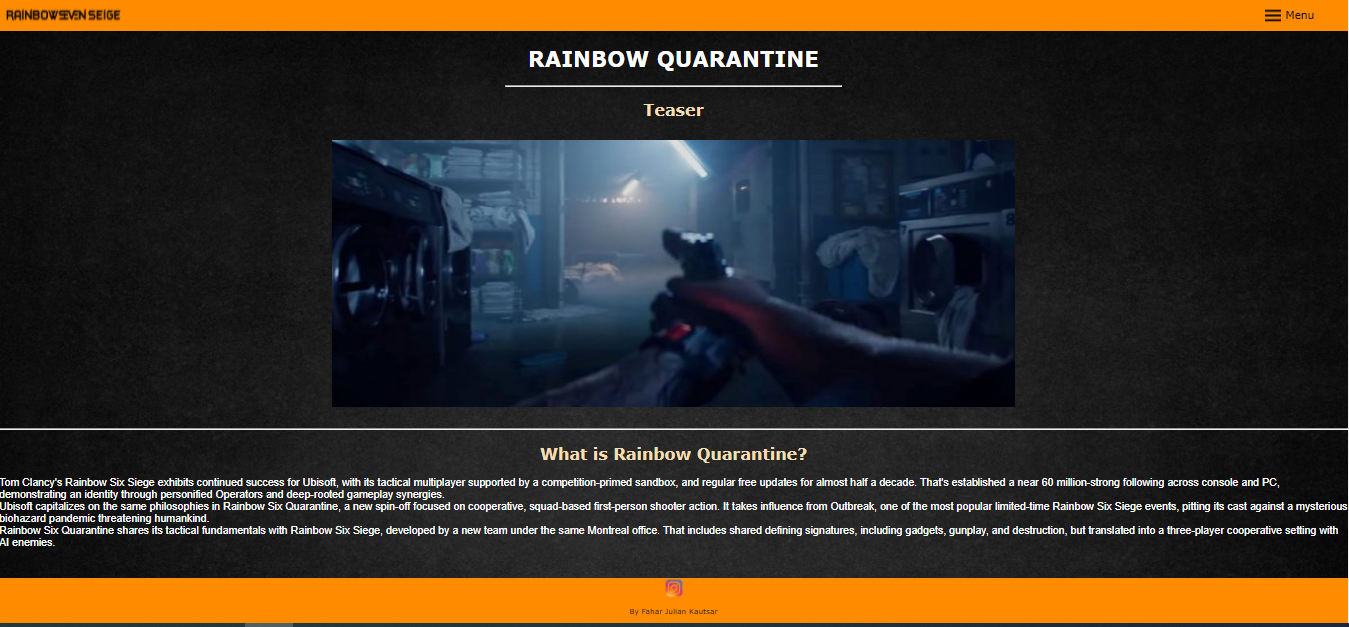 RAINBOWSEVEN SEIGE
Menu
RAINBOW QUARANTINE
Teaser
What is Rainbow Quarantine?
Tom Clancy's Rainbow Six Siege exhibits continued success for Ubisoft, with its tactical multiplayer supported by a competition-primed sandbox, and regular free updates for almost half a decade. That's established a near 60 million-strong following across console and PC,
demonstrating an identity through personified Operators and deep-rooted gameplay synergies.
Ubisoft capitalizes on the same philosophies in Rainbow Six Quarantine, a new spin-off focused on cooperative, squad-based first-person shooter action. It takes influence from Outbreak, one of the most popular limited-time Rainbow Six Siege events, pitting its cast against a mysterious
biohazard pandemic threatening humankind.
Rainbow Six Quarantine shares its tactical fundamentals with Rainbow Six Siege, developed by a new team under the same Montreal office. That includes shared defining signatures, including gadgets, gunplay, and destruction, but translated into a three-player cooperative setting with
AI enemies.
By Fahar Julian Kautsar